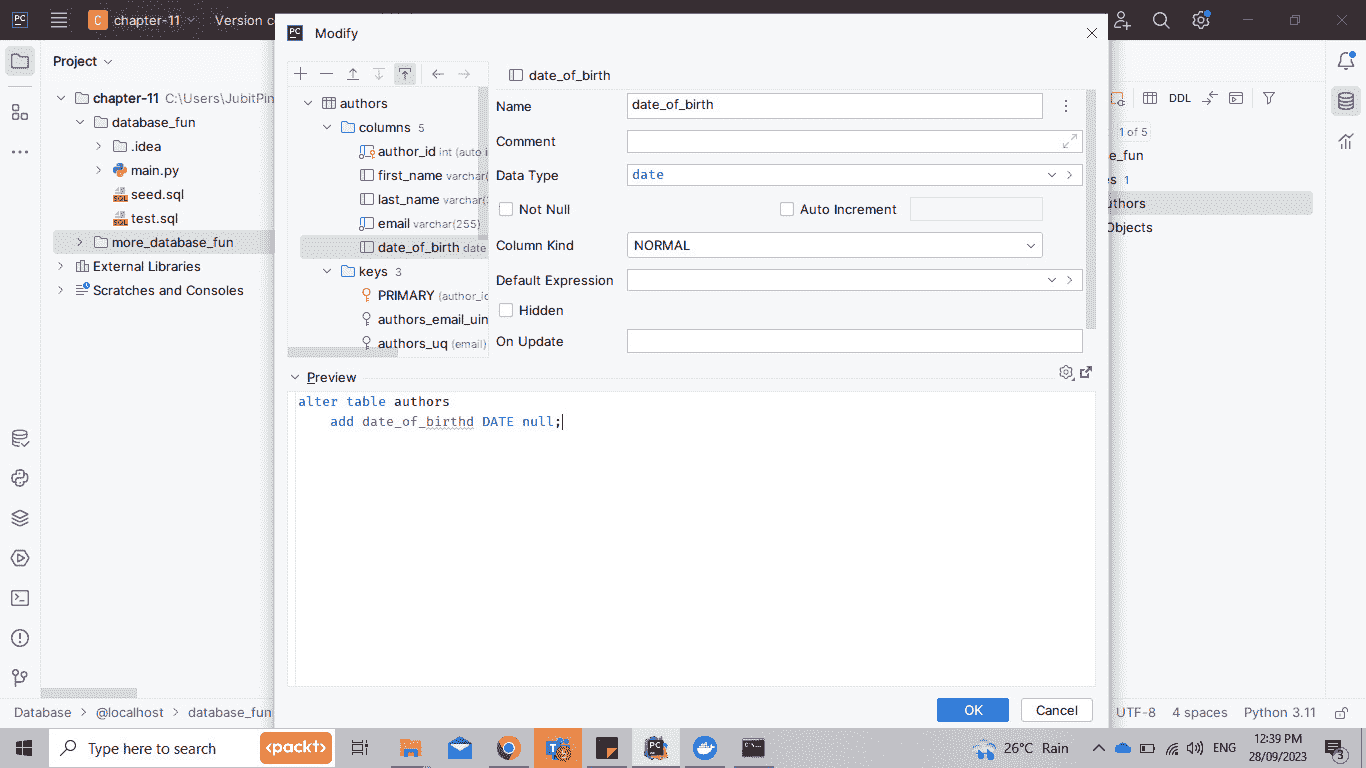 PC
C chapter-11
Version c
Project
chapter-11 C:\Users\JubitPin
database_fun
.idea
main.py
seed.sql
test.sql
more_database_fun
External Libraries
Scratches and Consoles
PC Modify
authors
columns 5
author_id int (auto i
first_name varchar(
last_name varchar(
email varchar(255)
date_of_birth date
keys 3
PRIMARY (author_id
authors_email_uin
authors_uq (email)
date_of_birth
Name date_of_birth
Comment
Data Type date
Not Null Auto Increment
Column Kind NORMAL
Default Expression
Hidden
On Update
Preview
alter table authors
add date_of_birthd DATE null;
OK Cancel
DDL
1 of 5
e_fun
es 1
uthors
Objects
Database > @localhost > database_fun
UTF-8 4 spaces Python 3.11
Type here to search
<packt>
26°C Rain
ENG
12:39 PM
28/09/2023
3